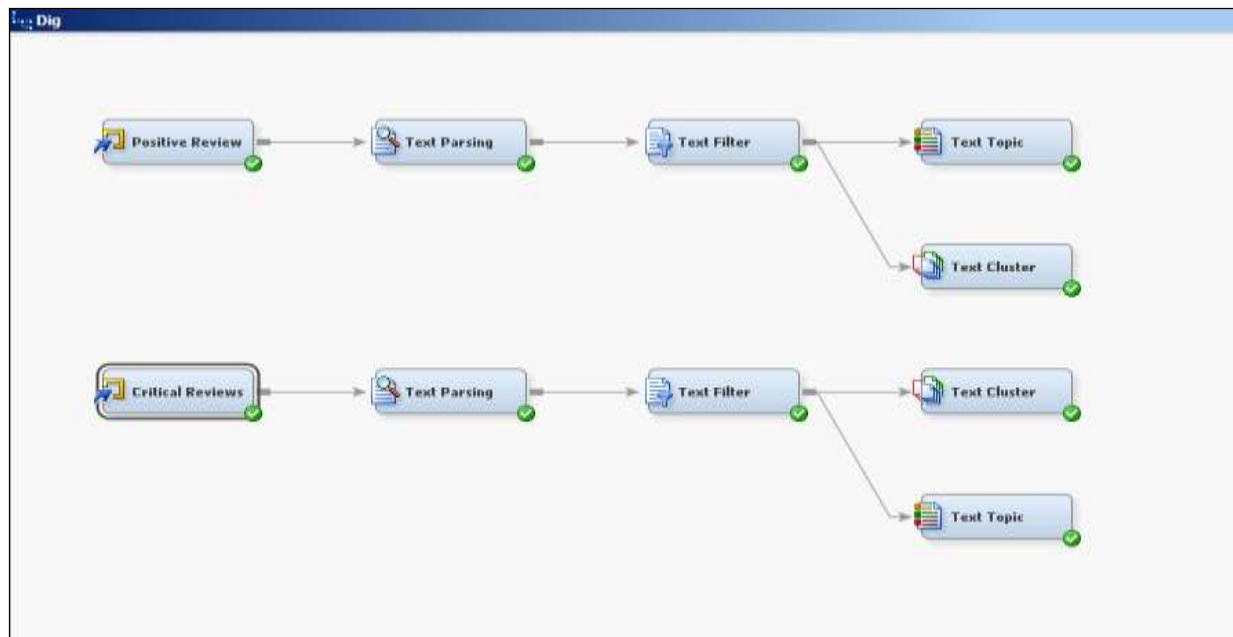 Dig
Positive Review
Text Parsing
Text Filter
Text Topic
Text Cluster
Critical Reviews
Text Parsing
Text Filter
Text Cluster
Text Topic